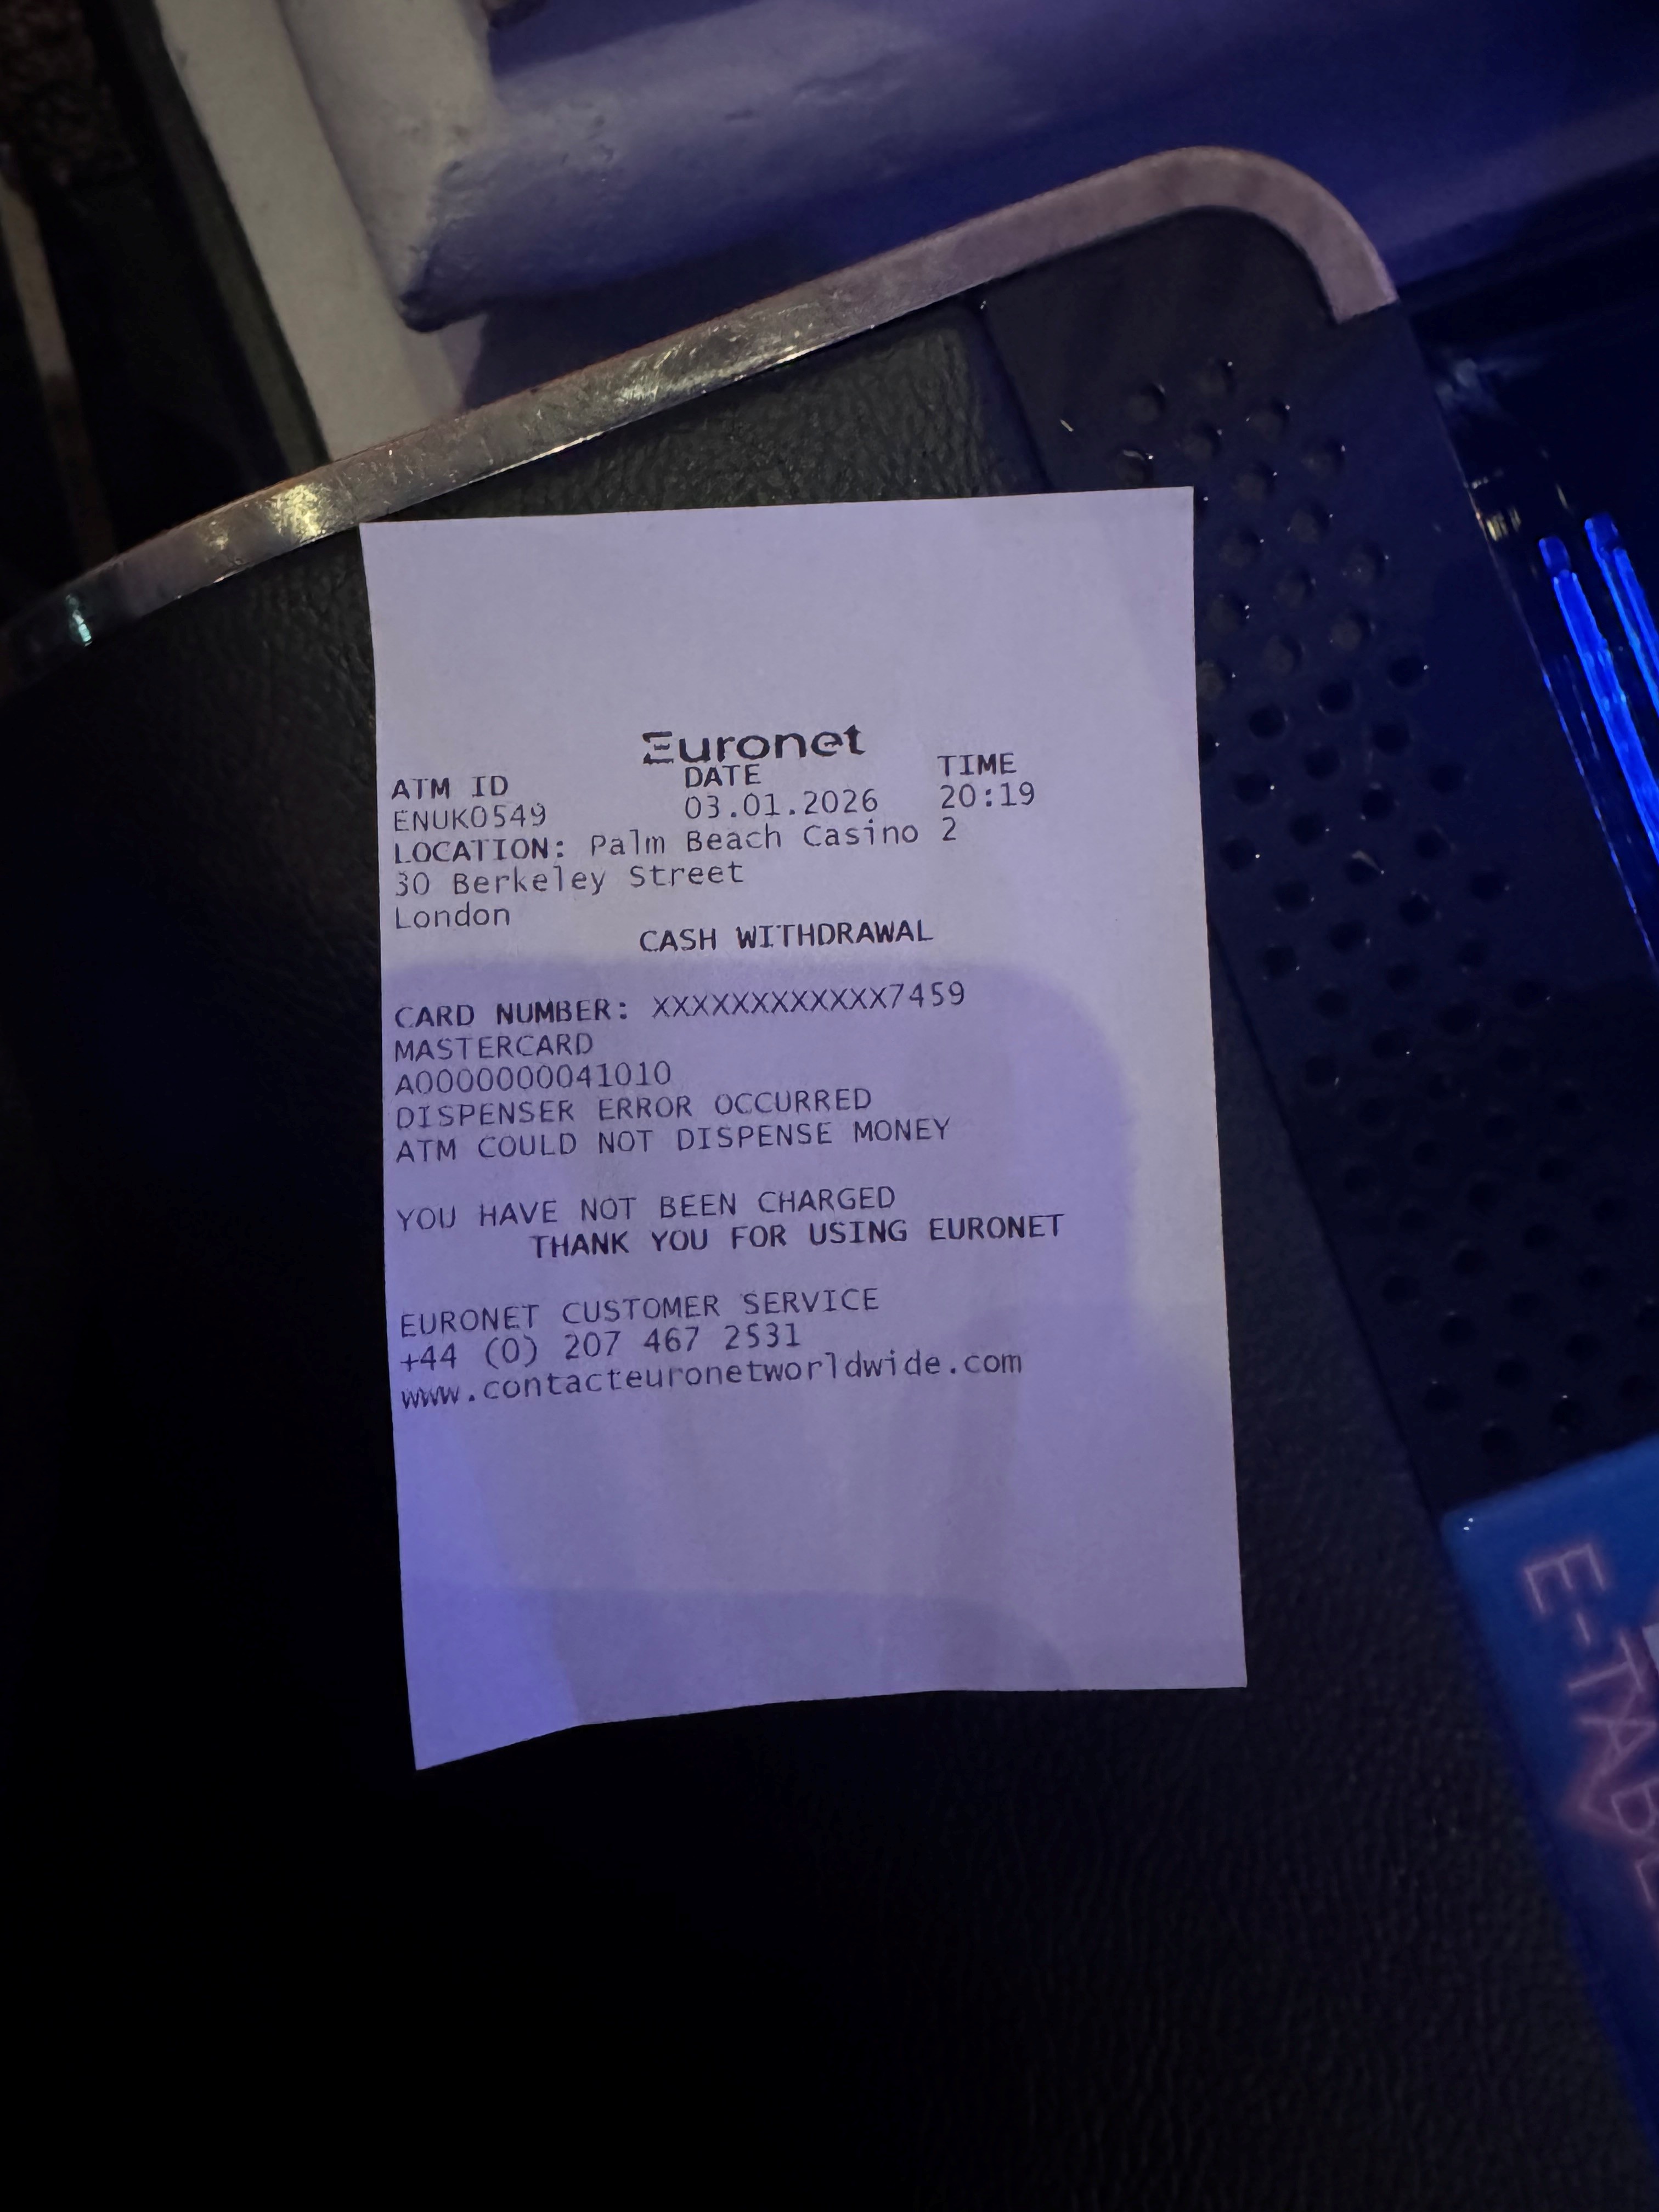 Euronet
ATM ID DATE TIME
ENUK0549 03.01.2026 20:19
LOCATION: Palm Beach Casino 2
30 Berkeley Street
London
CASH WITHDRAWAL
CARD NUMBER: XXXXXXXXXXXX7459
MASTERCARD
A0000000041010
DISPENSER ERROR OCCURRED
ATM COULD NOT DISPENSE MONEY
YOU HAVE NOT BEEN CHARGED
THANK YOU FOR USING EURONET
EURONET CUSTOMER SERVICE
+44 (0) 207 467 2531
www.contacteuronetworldwide.com